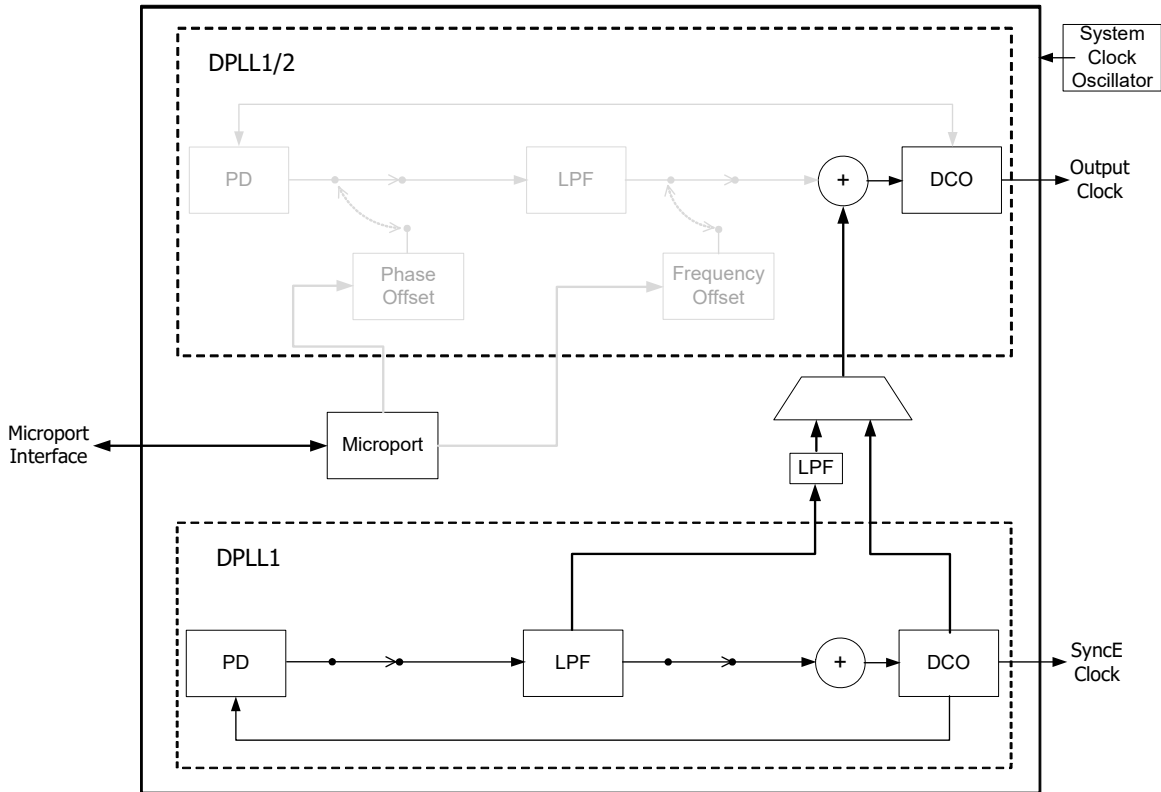 System
Clock
Oscillator
DPLL1/2
PD
LPF
+
DCO
Output
Clock
Phase
Offset
Frequency
Offset
Microport
Interface
Microport
LPF
DPLL1
PD
LPF
+
DCO
SyncE
Clock